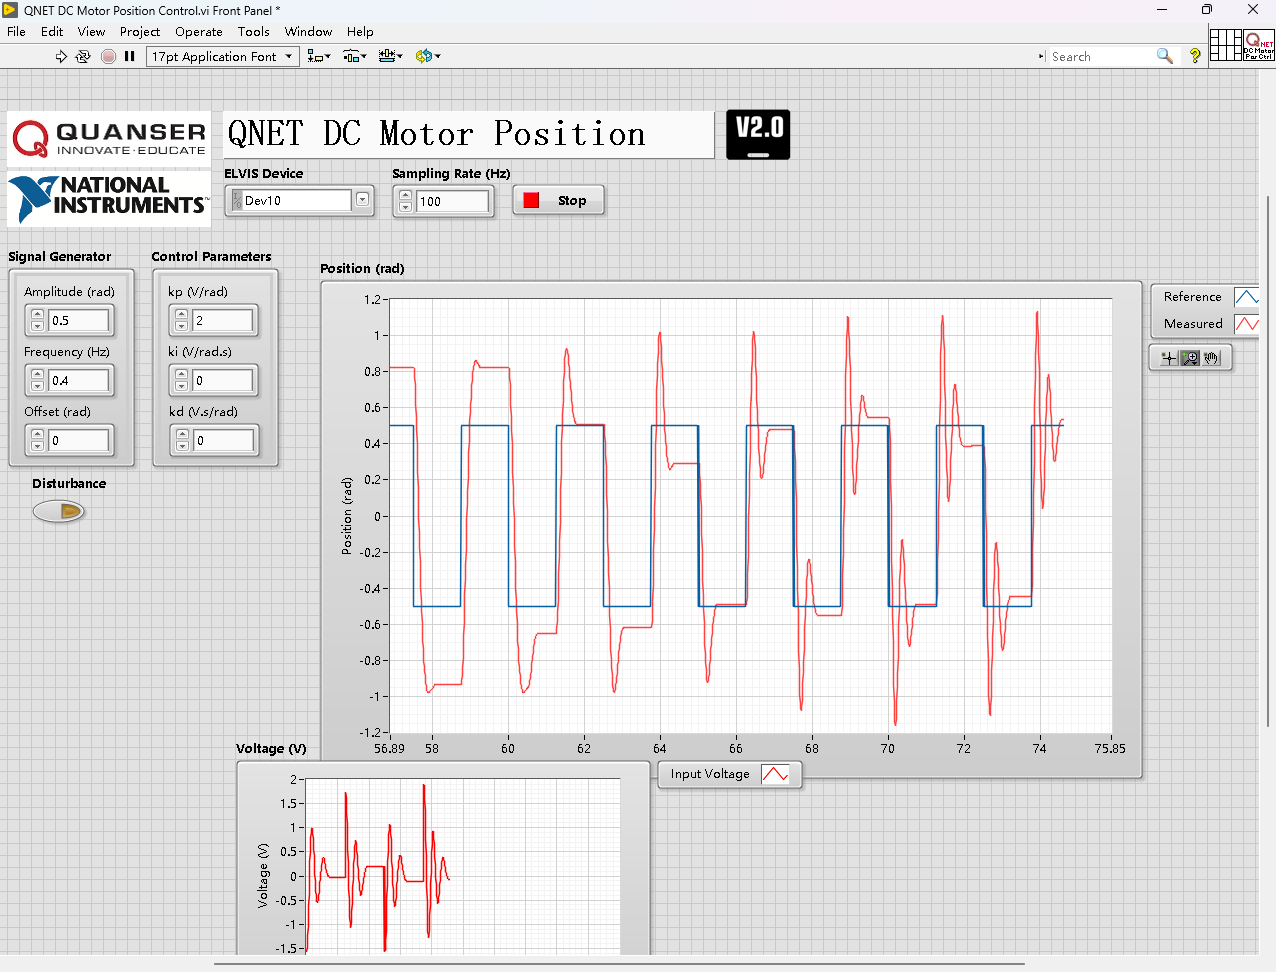 QNET DC Motor Position Control.vi Front Panel *
File Edit View Project Operate Tools Window Help
17pt Application Font
Search
QNET
DC Motor
Pos Ctrl
QUANSER
INNOVATE·EDUCATE
QNET DC Motor Position
V2.0
NATIONAL
INSTRUMENTS
ELVIS Device
Dev10
Sampling Rate (Hz)
100
Stop
Signal Generator
Amplitude (rad)
0.5
Frequency (Hz)
0.4
Offset (rad)
0
Control Parameters
kp (V/rad)
2
ki (V/rad.s)
0
kd (V.s/rad)
0
Disturbance
Position (rad)
Position (rad)
1.2
1
0.8
0.6
0.4
0.2
0
-0.2
-0.4
-0.6
-0.8
-1
-1.2
56.89 58 60 62 64 66 68 70 72 74 75.85
Reference
Measured
Voltage (V)
Input Voltage
Voltage (V)
2
1.5
1
0.5
0
-0.5
-1
-1.5